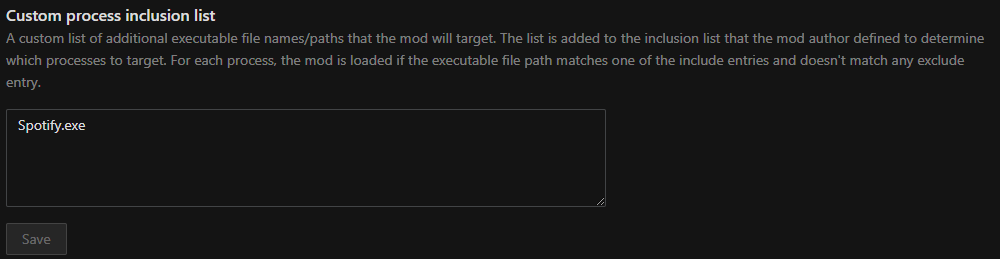 Custom process inclusion list
A custom list of additional executable file names/paths that the mod will target. The list is added to the inclusion list that the mod author defined to determine
which processes to target. For each process, the mod is loaded if the executable file path matches one of the include entries and doesn't match any exclude
entry.
Spotify.exe
Save